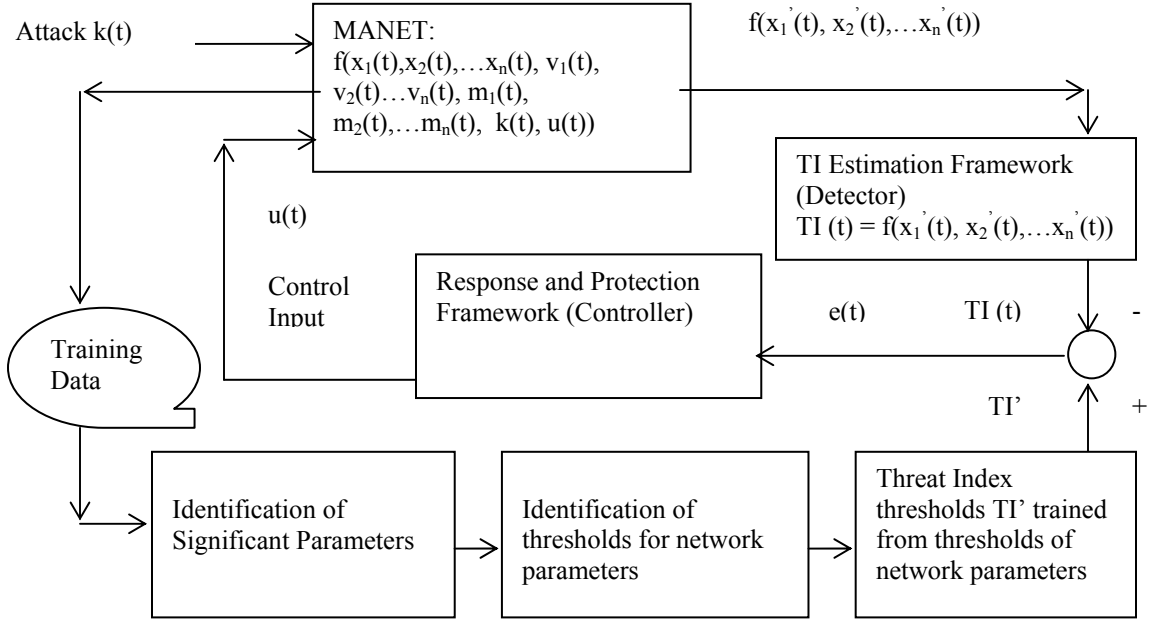 Attack k(t)
MANET:
f(x₁(t),x₂(t),…xₙ(t), v₁(t),
v₂(t)…vₙ(t), m₁(t),
m₂(t),…mₙ(t), k(t), u(t))
f(x₁’(t), x₂’(t),…xₙ’(t))
TI Estimation Framework
(Detector)
TI (t) = f(x₁’(t), x₂’(t),…xₙ’(t))
u(t)
Control
Input
Response and Protection
Framework (Controller)
e(t)
TI (t)
-
Training
Data
TI’
+
Identification of
Significant Parameters
Identification of
thresholds for network
parameters
Threat Index
thresholds TI’ trained
from thresholds of
network parameters